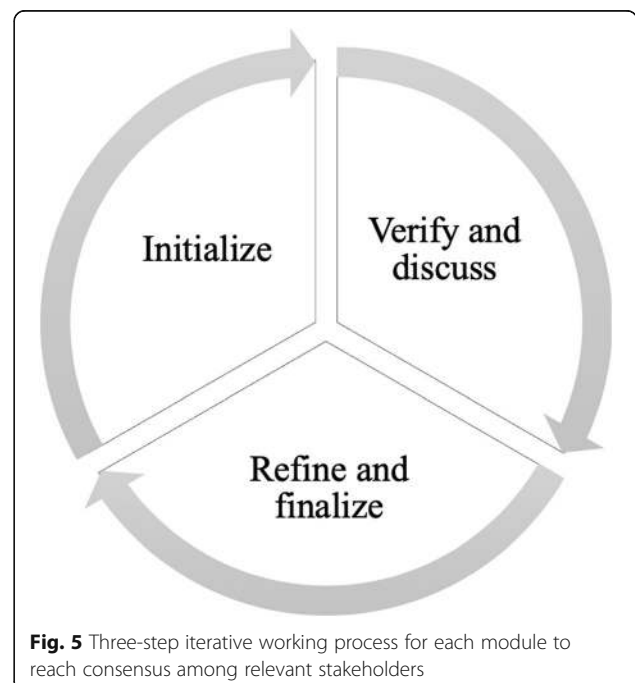 Initialize
Verify and
discuss
Refine and
finalize
Fig. 5 Three-step iterative working process for each module to
reach consensus among relevant stakeholders